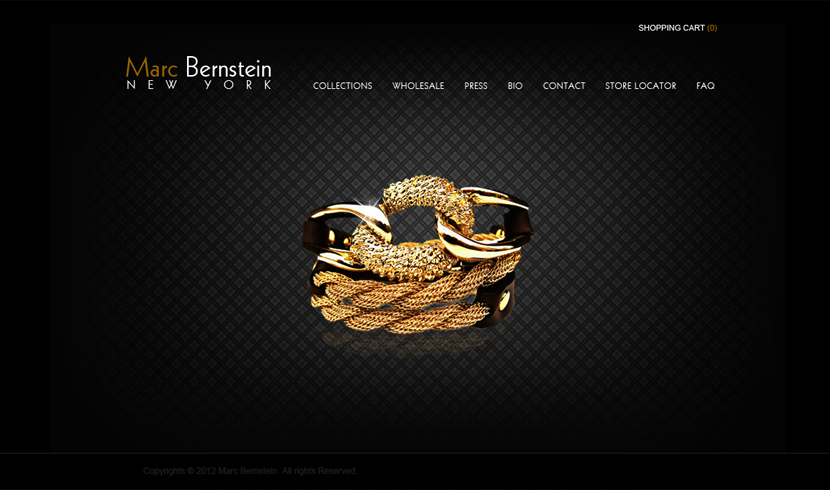 SHOPPING CART (0)
Marc Bernstein
NEW YORK
COLLECTIONS WHOLESALE PRESS BIO CONTACT STORE LOCATOR FAQ
Copyrights © 2012 Marc Bernstein. All rights Reserved.